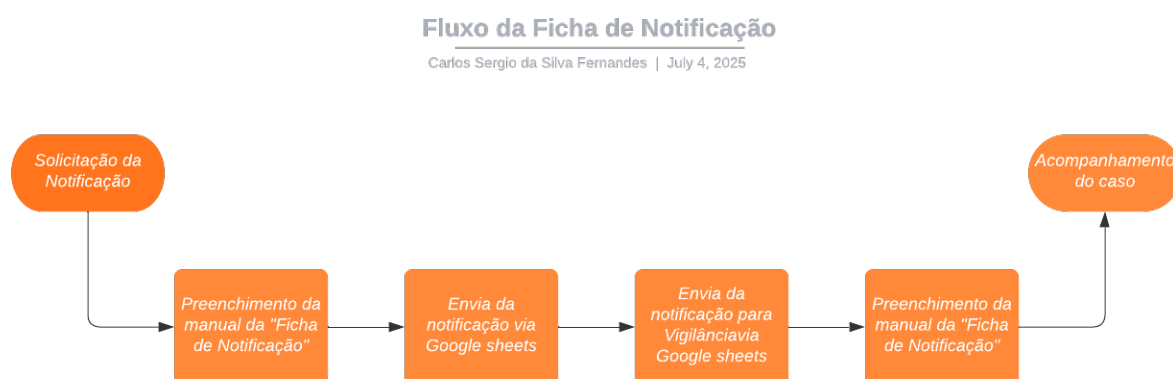 Fluxo da Ficha de Notificação
Carlos Sergio da Silva Fernandes | July 4, 2025
Solicitação da
Notificação
Acompanhamento
do caso
Preenchimento da
manual da "Ficha
de Notificação"
Envia da
notificação via
Google sheets
Envia da
notificação para
Vigilânciavia
Google sheets
Preenchimento da
manual da "Ficha
de Notificação"